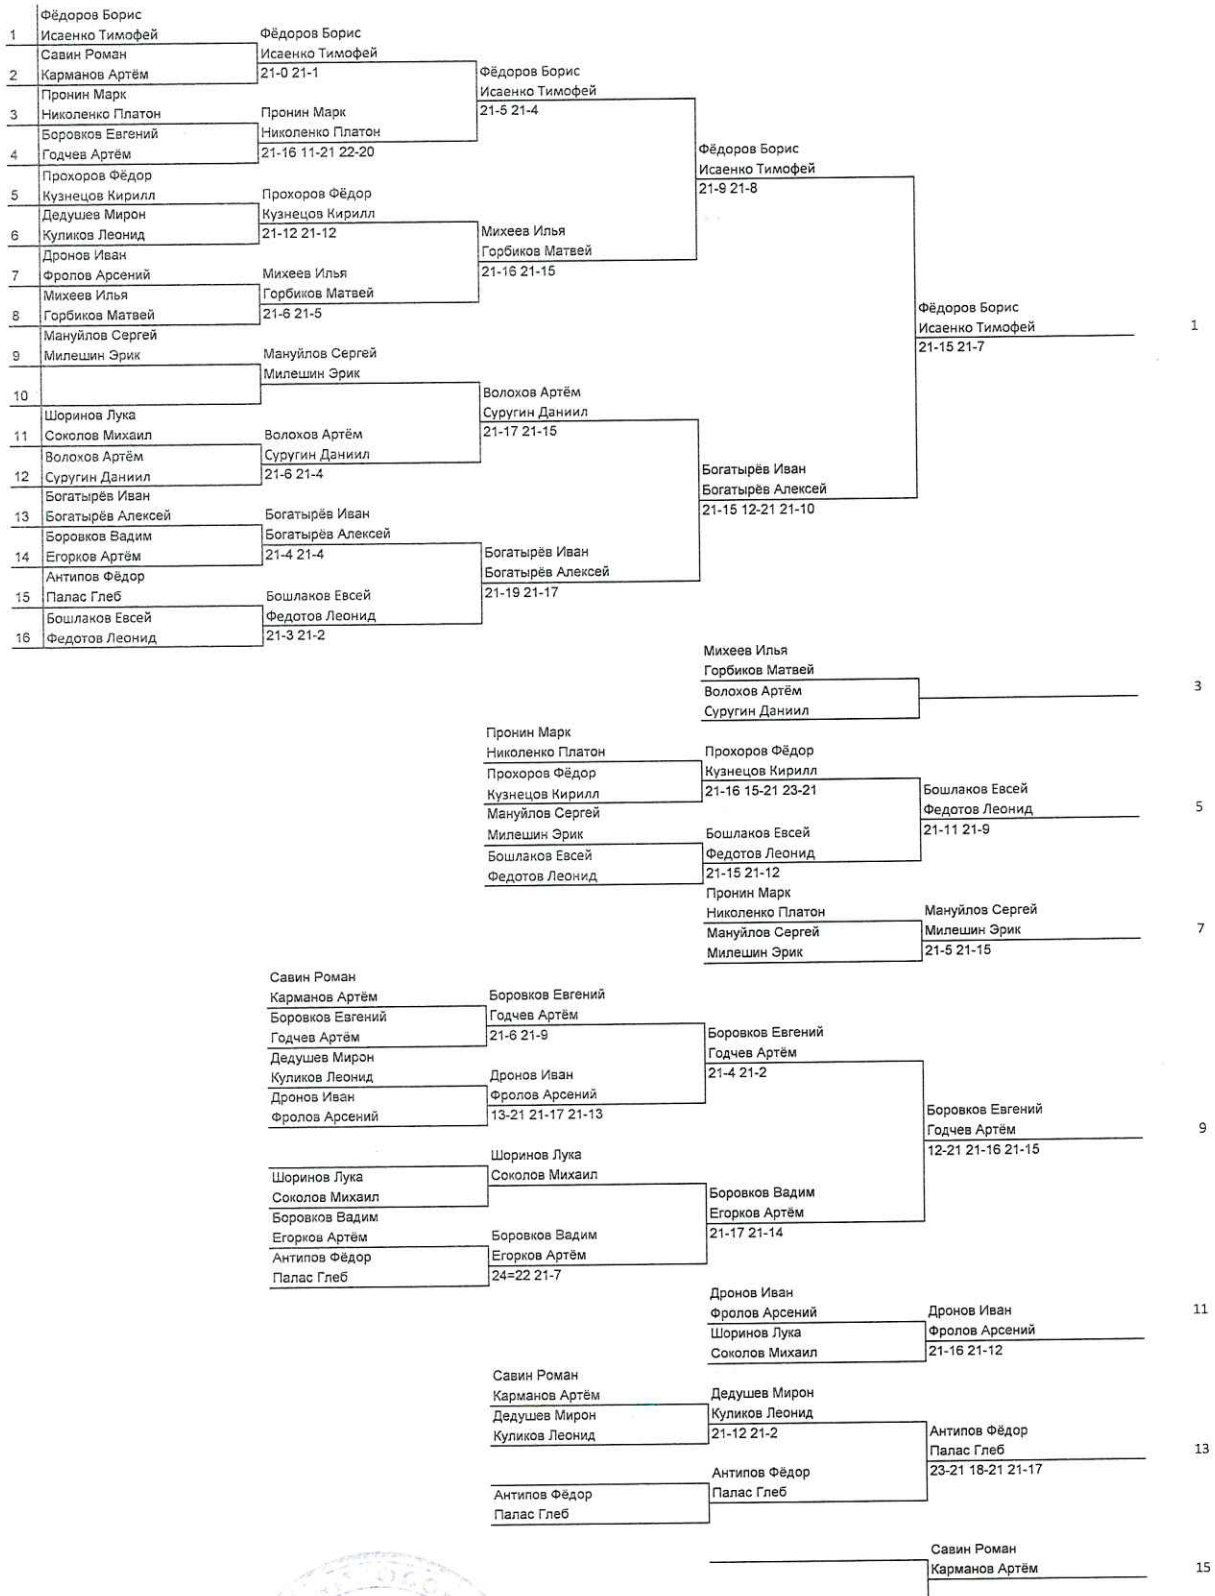 Фёдоров Борис
1 Исаенко Тимофей
Савин Роман
2 Карманов Артём
Пронин Марк
3 Николенко Платон
Боровков Евгений
4 Годчев Артём
Прохоров Фёдор
5 Кузнецов Кирилл
Дедушев Мирон
6 Куликов Леонид
Дронов Иван
7 Фролов Арсений
Михеев Илья
8 Горбиков Матвей
Мануйлов Сергей
9 Милешин Эрик
10
Шоринов Лука
11 Соколов Михаил
Волохов Артём
12 Суругин Даниил
Богатырёв Иван
13 Богатырёв Алексей
Боровков Вадим
14 Егорков Артём
Антипов Фёдор
15 Палас Глеб
Бошлаков Евсей
16 Федотов Леонид
Фёдоров Борис
Исаенко Тимофей
21-0 21-1
Пронин Марк
Николенко Платон
21-16 11-21 22-20
Прохоров Фёдор
Кузнецов Кирилл
21-12 21-12
Михеев Илья
Горбиков Матвей
21-6 21-5
Мануйлов Сергей
Милешин Эрик
Волохов Артём
Суругин Даниил
21-6 21-4
Богатырёв Иван
Богатырёв Алексей
21-4 21-4
Бошлаков Евсей
Федотов Леонид
21-3 21-2
Фёдоров Борис
Исаенко Тимофей
21-5 21-4
Михеев Илья
Горбиков Матвей
21-16 21-15
Волохов Артём
Суругин Даниил
21-17 21-15
Богатырёв Иван
Богатырёв Алексей
21-19 21-17
Фёдоров Борис
Исаенко Тимофей
21-9 21-8
Богатырёв Иван
Богатырёв Алексей
21-15 12-21 21-10
Фёдоров Борис
Исаенко Тимофей 1
21-15 21-7
Михеев Илья
Горбиков Матвей
Волохов Артём
Суругин Даниил
3
Пронин Марк
Николенко Платон
Прохоров Фёдор
Кузнецов Кирилл
Мануйлов Сергей
Милешин Эрик
Бошлаков Евсей
Федотов Леонид
Прохоров Фёдор
Кузнецов Кирилл
21-16 15-21 23-21
Бошлаков Евсей
Федотов Леонид
21-15 21-12
Бошлаков Евсей
Федотов Леонид 5
21-11 21-9
Пронин Марк
Николенко Платон
Мануйлов Сергей
Милешин Эрик
Мануйлов Сергей
Милешин Эрик 7
21-5 21-15
Савин Роман
Карманов Артём
Боровков Евгений
Годчев Артём
Дедушев Мирон
Куликов Леонид
Дронов Иван
Фролов Арсений
Шоринов Лука
Соколов Михаил
Боровков Вадим
Егорков Артём
Антипов Фёдор
Палас Глеб
Боровков Евгений
Годчев Артём
21-6 21-9
Дронов Иван
Фролов Арсений
13-21 21-17 21-13
Шоринов Лука
Соколов Михаил
Боровков Вадим
Егорков Артём
24=22 21-7
Боровков Евгений
Годчев Артём
21-4 21-2
Боровков Вадим
Егорков Артём
21-17 21-14
Боровков Евгений
Годчев Артём 9
12-21 21-16 21-15
Дронов Иван
Фролов Арсений
Шоринов Лука
Соколов Михаил
Дронов Иван 11
Фролов Арсений
21-16 21-12
Савин Роман
Карманов Артём
Дедушев Мирон
Куликов Леонид
Антипов Фёдор
Палас Глеб
Дедушев Мирон
Куликов Леонид
21-12 21-2
Антипов Фёдор
Палас Глеб
Антипов Фёдор
Палас Глеб 13
23-21 18-21 21-17
Савин Роман
Карманов Артём 15